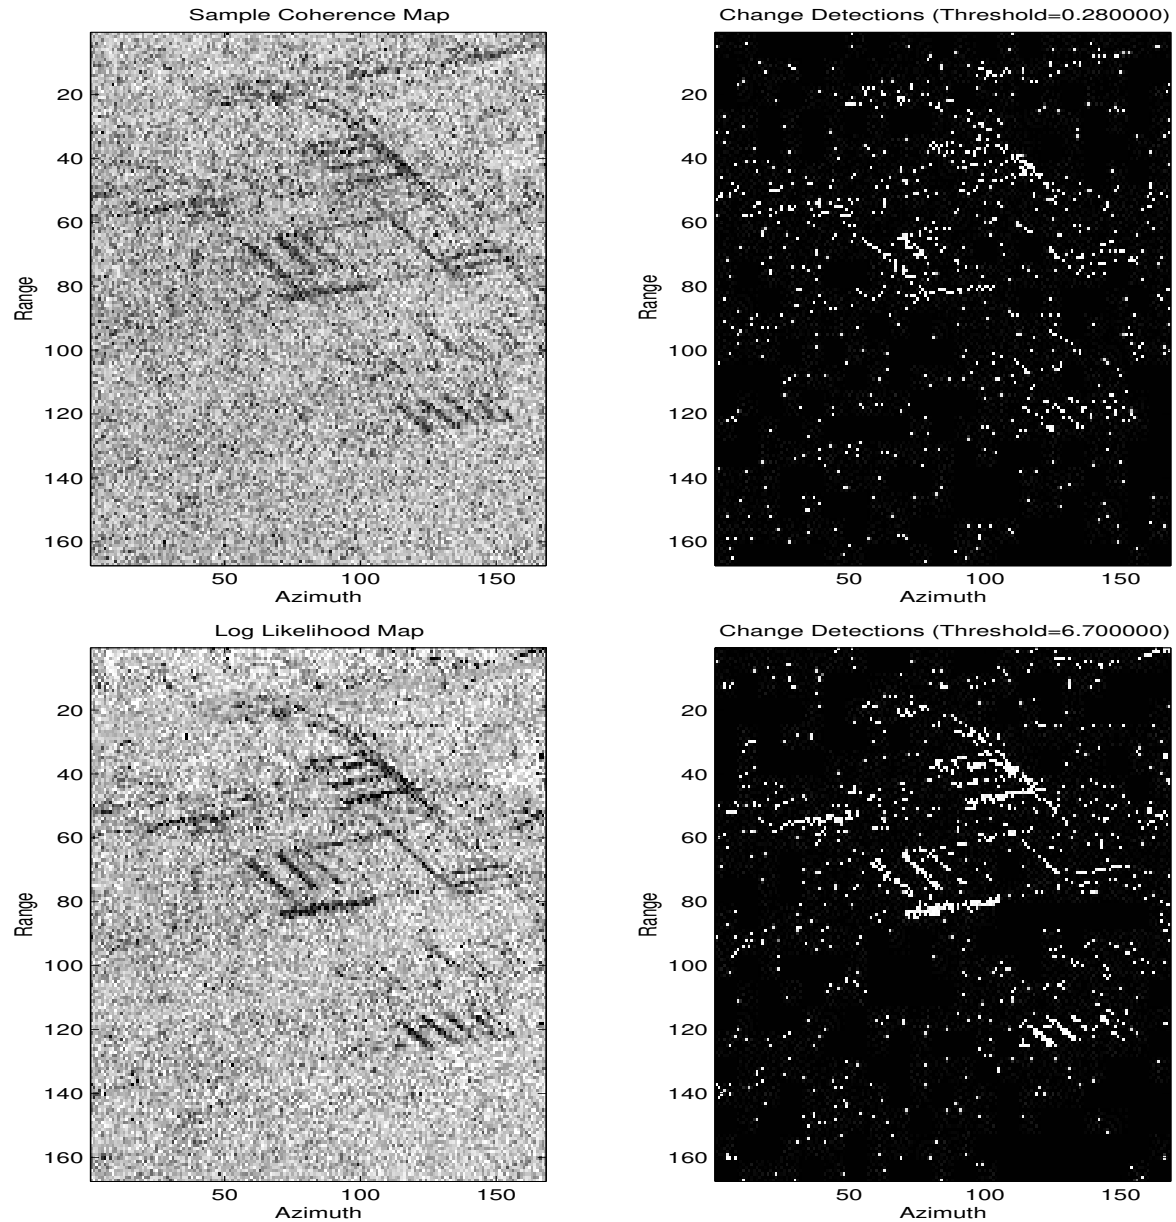 Sample Coherence Map
Change Detections (Threshold=0.280000)
20
40
60
80
100
120
140
160
Range
50 100 150
Azimuth
20
40
60
80
100
120
140
160
Range
50 100 150
Azimuth
Log Likelihood Map
Change Detections (Threshold=6.700000)
20
40
60
80
100
120
140
160
Range
50 100 150
Azimuth
20
40
60
80
100
120
140
160
Range
50 100 150
Azimuth